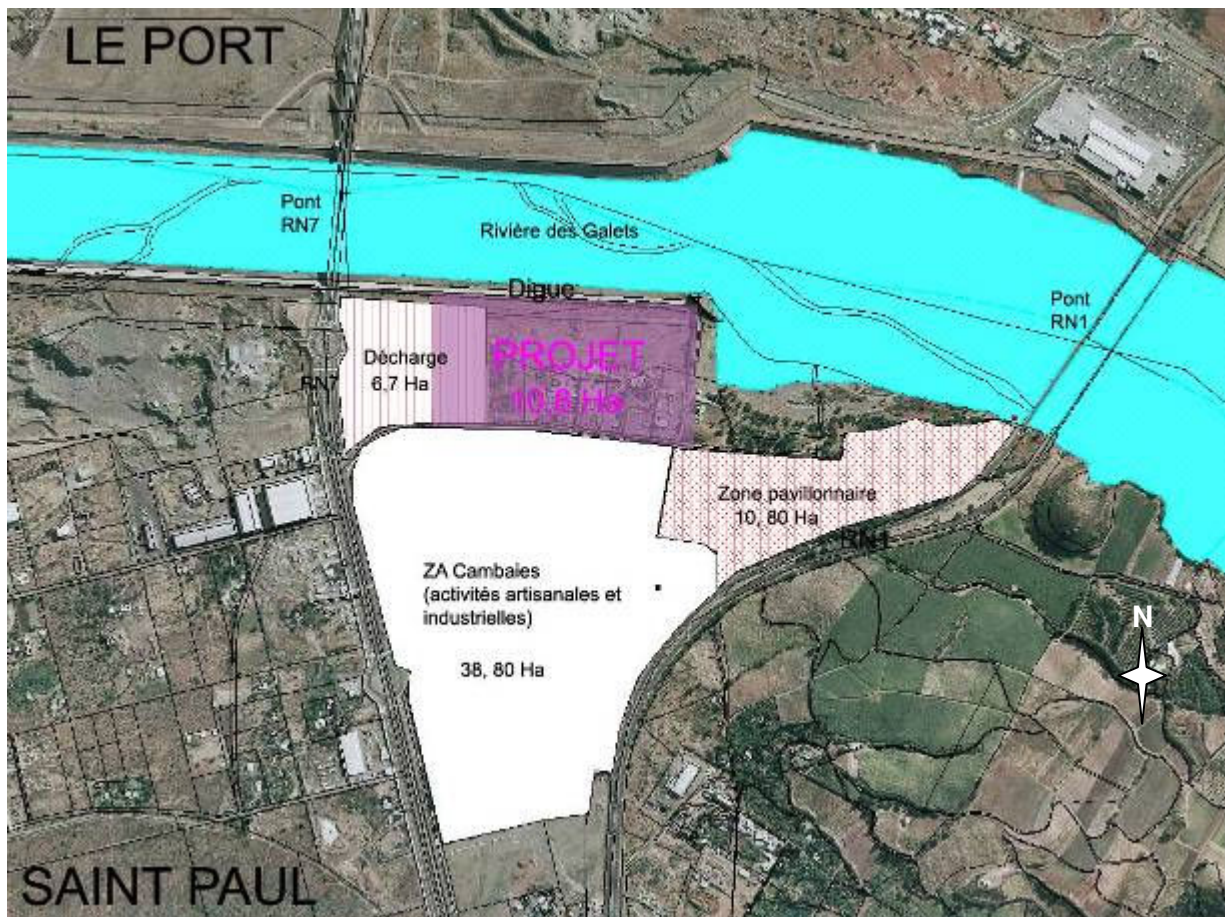 LE PORT
Pont
RN7
Rivière des Galets
Digue
Pont
RN1
Décharge
6,7 Ha
RN7
PROJET
10,8 Ha
Zone pavillonnaire
10, 80 Ha
RN1
ZA Cambaies
(activités artisanales et
industrielles)
38, 80 Ha
N
SAINT PAUL